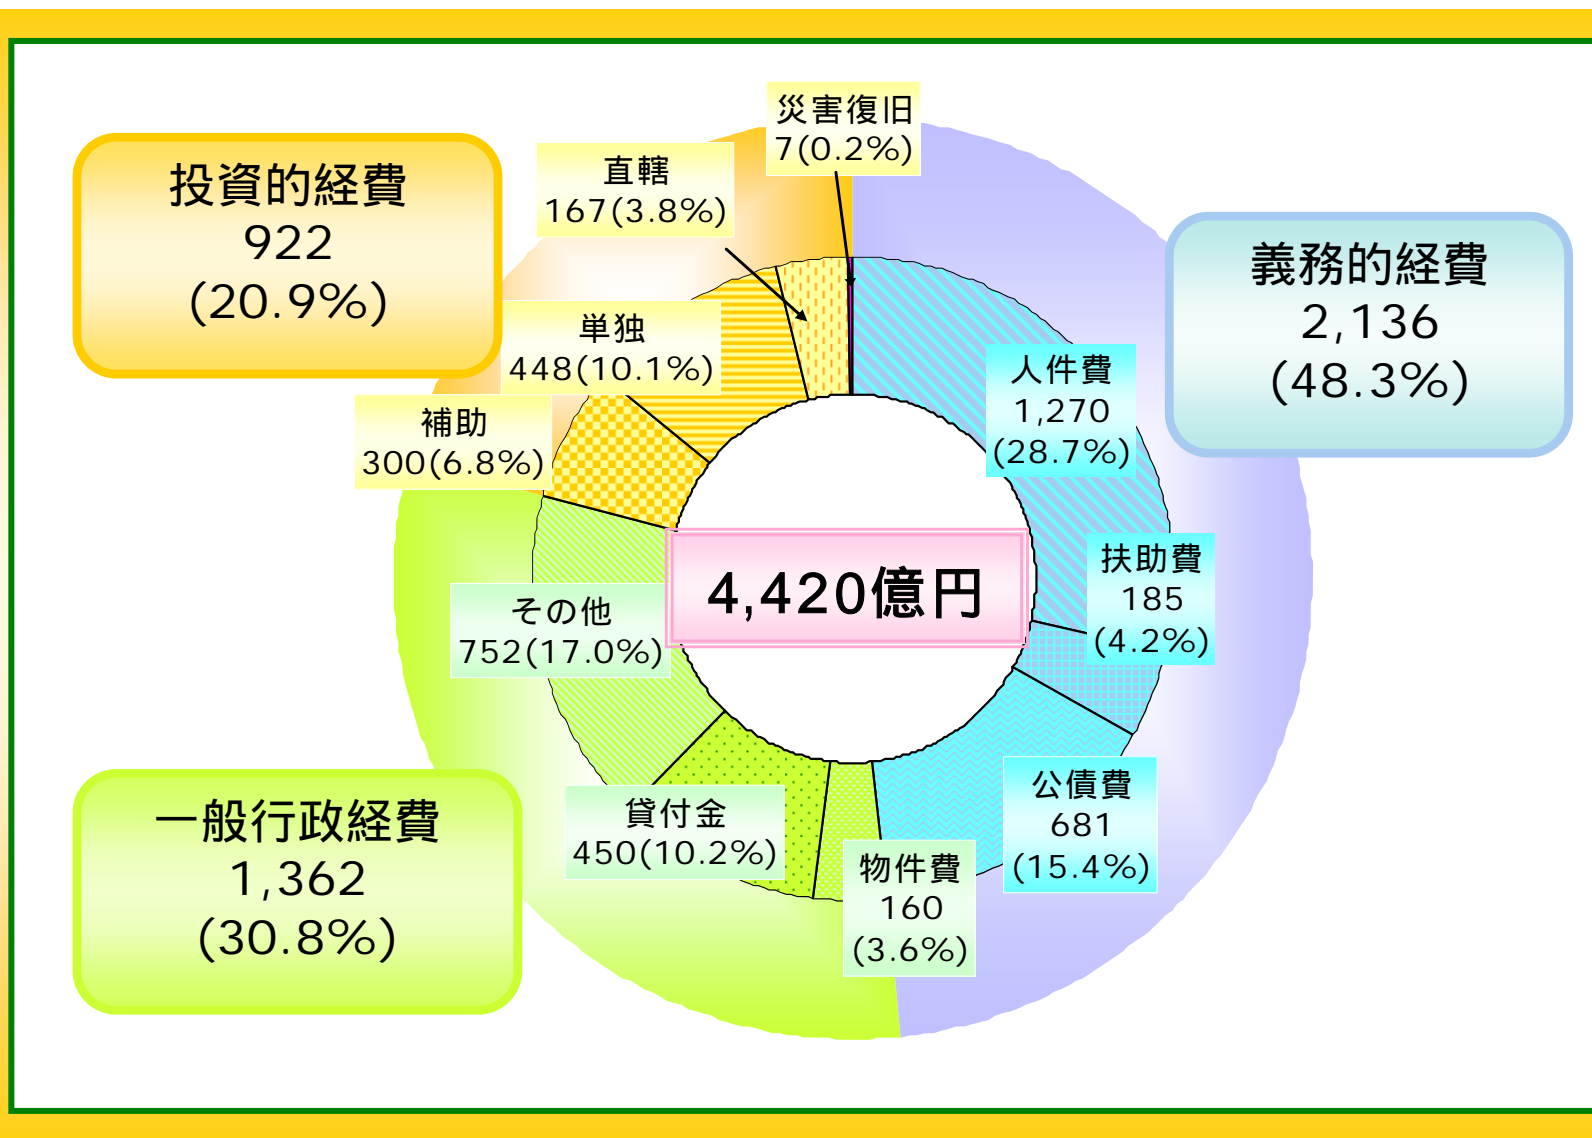 災害復旧
7(0.2%)
直轄
167(3.8%)
投資的経費
922
(20.9%)
義務的経費
2,136
(48.3%)
単独
448(10.1%)
人件費
1,270
(28.7%)
補助
300(6.8%)
4,420億円
扶助費
185
(4.2%)
その他
752(17.0%)
公債費
681
(15.4%)
一般行政経費
1,362
(30.8%)
貸付金
450(10.2%)
物件費
160
(3.6%)